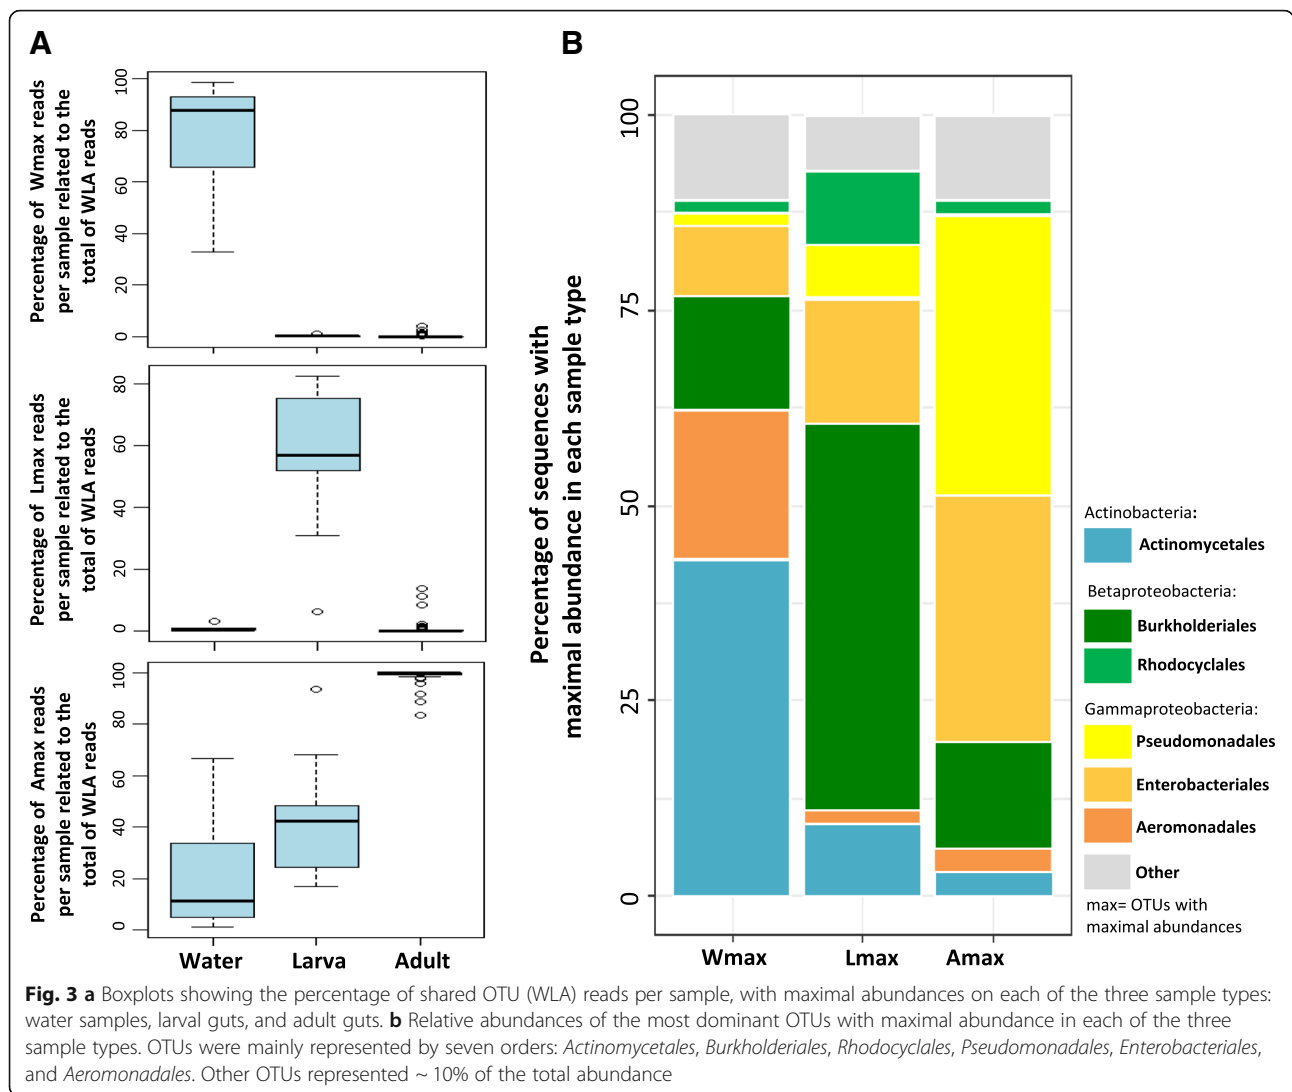 A
Percentage of Wmax reads
per sample related to the
total of WLA reads
100
80
60
40
20
0
Percentage of Lmax reads
per sample related to the
total of WLA reads
80
60
40
20
0
Percentage of Amax reads
per sample related to the
total of WLA reads
100
80
60
40
20
0
Water Larva Adult
B
Percentage of sequences with
maximal abundance in each sample type
100
75
50
25
0
Wmax Lmax Amax
Actinobacteria:
Actinomycetales
Betaproteobacteria:
Burkholderiales
Rhodocyclales
Gammaproteobacteria:
Pseudomonadales
Enterobacteriales
Aeromonadales
Other
max= OTUs with
maximal abundances
Fig. 3 a Boxplots showing the percentage of shared OTU (WLA) reads per sample, with maximal abundances on each of the three sample types:
water samples, larval guts, and adult guts. b Relative abundances of the most dominant OTUs with maximal abundance in each of the three
sample types. OTUs were mainly represented by seven orders: Actinomycetales, Burkholderiales, Rhodocyclales, Pseudomonadales, Enterobacteriales,
and Aeromonadales. Other OTUs represented ~ 10% of the total abundance